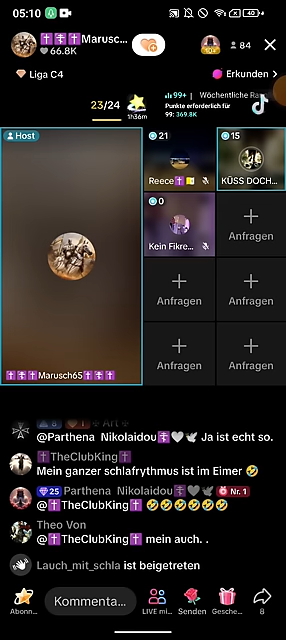 05:10
40
✝️☦️✝️Marusc...
66.8K
84
Liga C4
Erkunden >
23/24
1h36m
99+ | Wöchentliche Ra
Punkte erforderlich für
99: 369.8K
Host
21
15
Reece✝️
KÜSS DOCH...
0
Anfragen
Kein Fikre...
Anfragen
Anfragen
Anfragen
Anfragen
✝️☦️✝️Marusch65✝️✝️✝️
@Parthena Nikolaidou☦️🤍🕊️ Ja ist echt so.
✝️TheClubKing✝️
Mein ganzer schlafrythmus ist im Eimer 🤣
25 Parthena Nikolaidou☦️🤍🕊️ Nr. 1
@✝️TheClubKing✝️ 🤣🤣🤣🤣🤣🤣
Theo Von
@✝️TheClubKing✝️ mein auch. .
Lauch_mit_schla ist beigetreten
Kommenta...
Abonn...
LIVE mi...
Senden
Gesche...
8